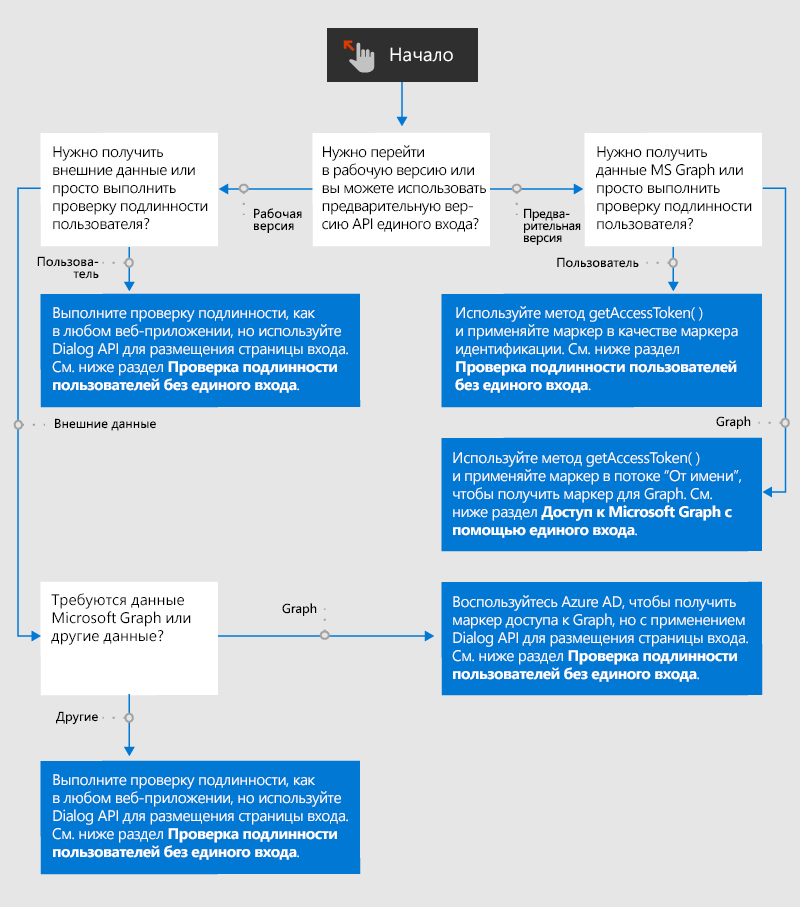 Начало
Нужно получить
внешние данные или
просто выполнить
проверку подлинности
пользователя?
Рабочая
версия
Нужно перейти
в рабочую версию или
вы можете использовать
предварительную вер-
сию API единого входа?
Предва-
рительная
версия
Нужно получить
данные MS Graph или
просто выполнить
проверку подлинности
пользователя?
Пользова-
тель
Пользователь
Выполните проверку подлинности, как
в любом веб-приложении, но используйте
Dialog API для размещения страницы входа.
См. ниже раздел Проверка подлинности
пользователей без единого входа.
Используйте метод getAccessToken( )
и применяйте маркер в качестве маркера
идентификации. См. ниже раздел
Проверка подлинности пользователей
без единого входа.
Внешние данные
Graph
Используйте метод getAccessToken( )
и применяйте маркер в потоке “От имени”,
чтобы получить маркер для Graph. См.
ниже раздел Доступ к Microsoft Graph с
помощью единого входа.
Требуются данные
Microsoft Graph или
другие данные?
Graph
Воспользуйтесь Azure AD, чтобы получить
маркер доступа к Graph, но с применением
Dialog API для размещения страницы входа.
См. ниже раздел Проверка подлинности
пользователей без единого входа.
Другие
Выполните проверку подлинности, как
в любом веб-приложении, но используйте
Dialog API для размещения страницы входа.
См. ниже раздел Проверка подлинности
пользователей без единого входа.